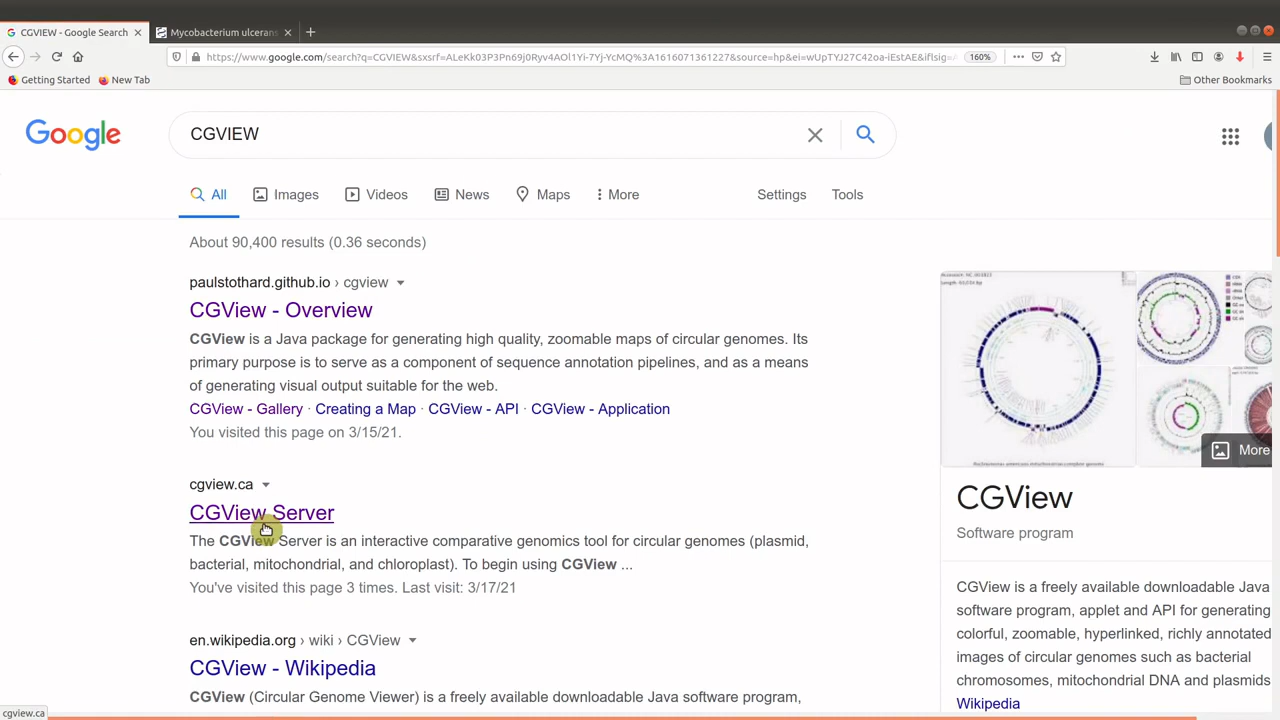 CGVIEW - Google Search
Mycobacterium ulcerans
https://www.google.com/search?q=CGVIEW&sxsrf=ALeKk03P3Pn69j0Ryv4AOl1Yi-7Yj-YcMQ%3A1616071361227&source=hp&ei=wUpTYJ27C42oa-iEstAE&iflsig=
160%
Getting Started
New Tab
Other Bookmarks
Google
CGVIEW
All
Images
Videos
News
Maps
More
Settings
Tools
About 90,400 results (0.36 seconds)
paulstothard.github.io › cgview
CGView - Overview
CGView is a Java package for generating high quality, zoomable maps of circular genomes. Its
primary purpose is to serve as a component of sequence annotation pipelines, and as a means
of generating visual output suitable for the web.
CGView - Gallery · Creating a Map · CGView - API · CGView - Application
You visited this page on 3/15/21.
cgview.ca
CGView Server
The CGView Server is an interactive comparative genomics tool for circular genomes (plasmid,
bacterial, mitochondrial, and chloroplast). To begin using CGView ...
You've visited this page 3 times. Last visit: 3/17/21
en.wikipedia.org › wiki › CGView
CGView - Wikipedia
CGView (Circular Genome Viewer) is a freely available downloadable Java software program,
More
CGView
Software program
CGView is a freely available downloadable Java
software program, applet and API for generating
colorful, zoomable, hyperlinked, richly annotated
images of circular genomes such as bacterial
chromosomes, mitochondrial DNA and plasmids
Wikipedia
cgview.ca